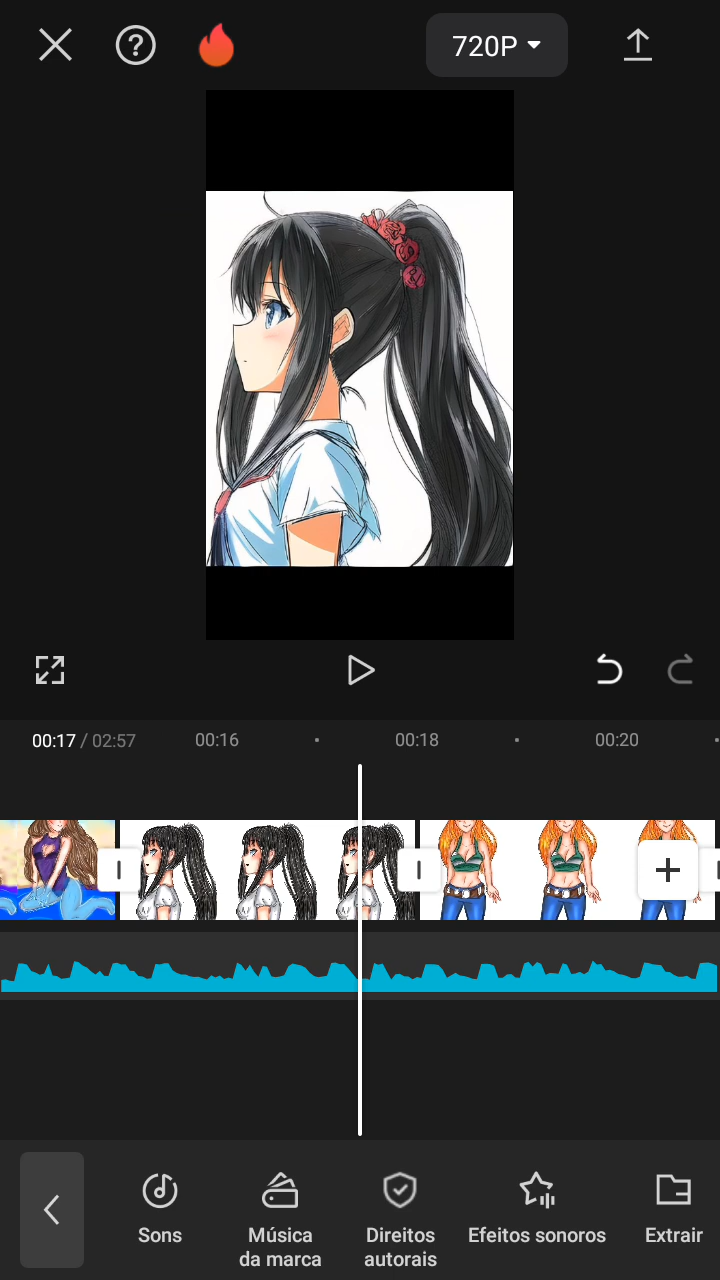 720P
00:17 / 02:57 00:16 00:18 00:20
Sons
Música
da marca
Direitos
autorais
Efeitos sonoros
Extrair